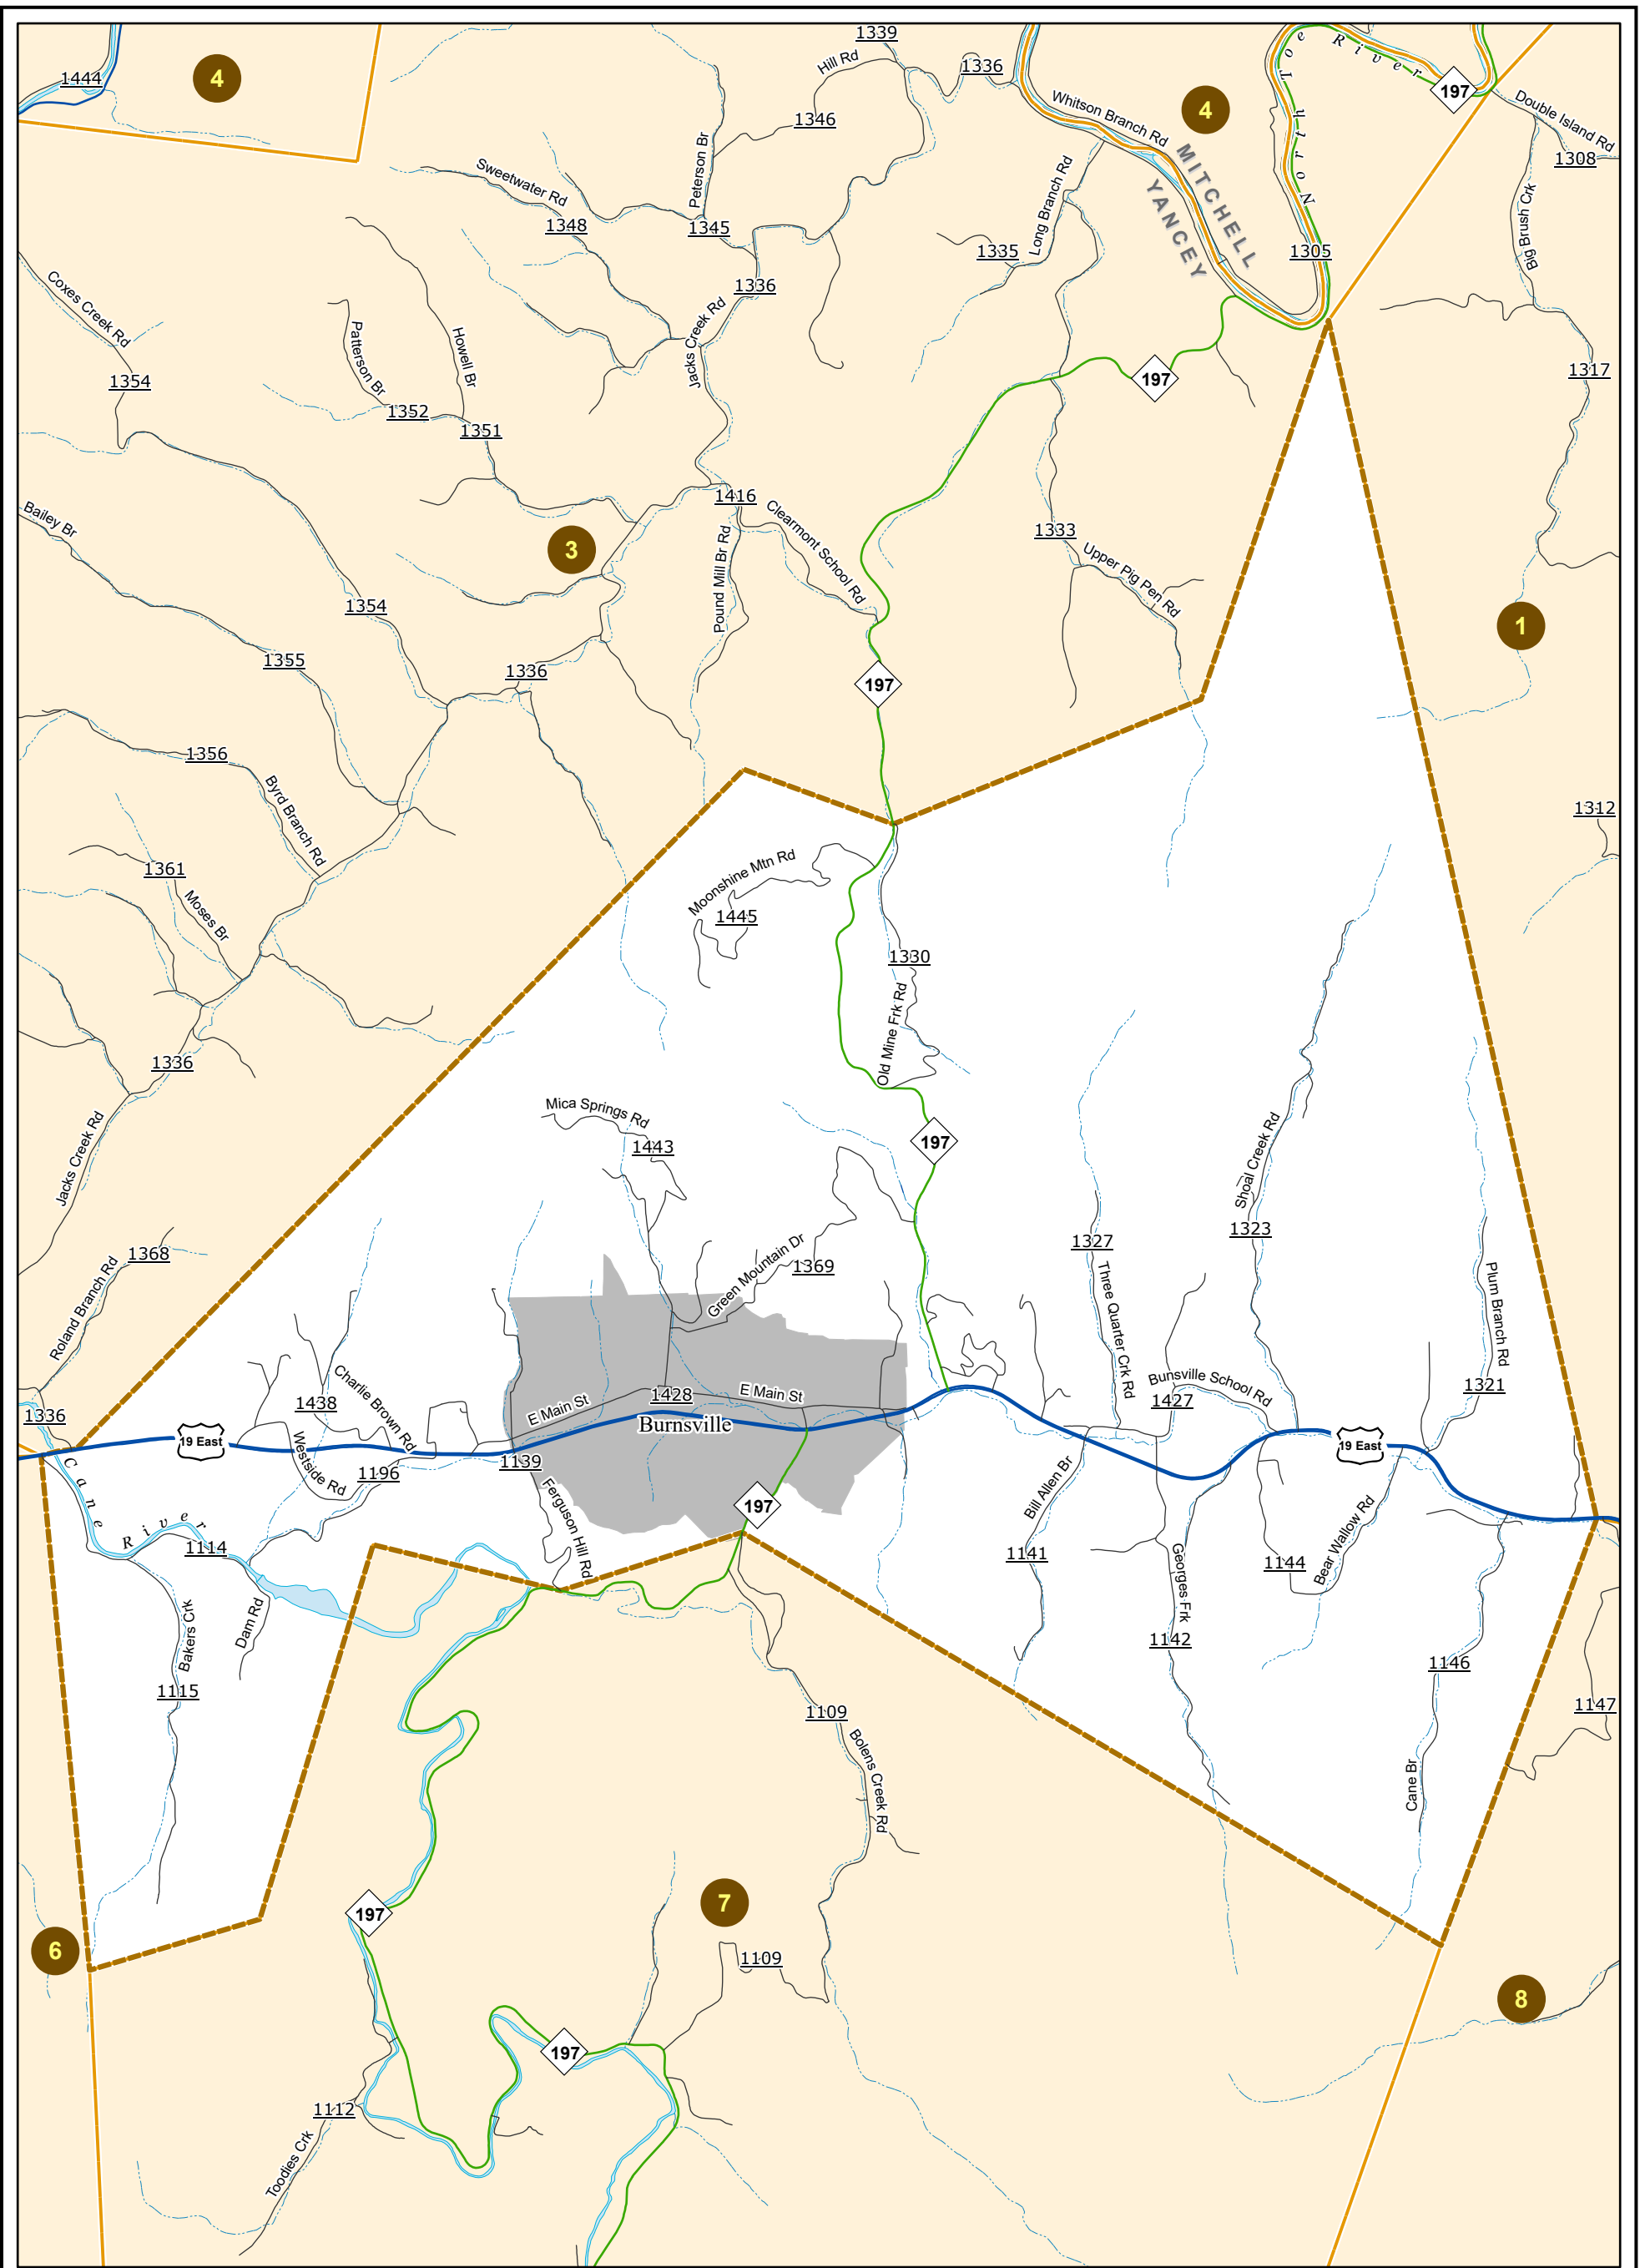 1339
Hill Rd
1336
1444
4
1346
Whitson Branch Rd
4
North Toe River
197
Double Island Rd
1308
Sweetwater Rd
1348
Peterson Br
1345
Long Branch Rd
1335
MITCHELL
YANCEY
1305
Big Brush Crk
Coxes Creek Rd
1354
Patterson Br
Howell Br
1352
1351
1336
Jacks Creek Rd
197
1317
Bailey Br
3
1416
Clearmont School Rd
Pound Mill Br Rd
1333
Upper Pig Pen Rd
1354
1355
1336
197
1
1356
Byrd Branch Rd
1312
1361
Moses Br
Moonshine Mtn Rd
1445
1330
Old Mine Frk Rd
1336
Jacks Creek Rd
Mica Springs Rd
1443
197
Shoal Creek Rd
1323
1327
Three Quarter Crk Rd
1368
Roland Branch Rd
Green Mountain Dr
1369
Plum Branch Rd
1321
Charlie Brown Rd
1438
E Main St
1428
E Main St
Burnsville
Bunsville School Rd
1427
1336
19 East
19 East
Westside Rd
1196
1139
Ferguson Hill Rd
197
Bill Allen Br
1141
Cane River
1114
Georges Frk
1142
1144
Bear Wallow Rd
Bakers Crk
1115
Dam Rd
1146
Cane Br
1147
1109
Bolens Creek Rd
197
7
6
1109
8
197
1112
Toodies Crk